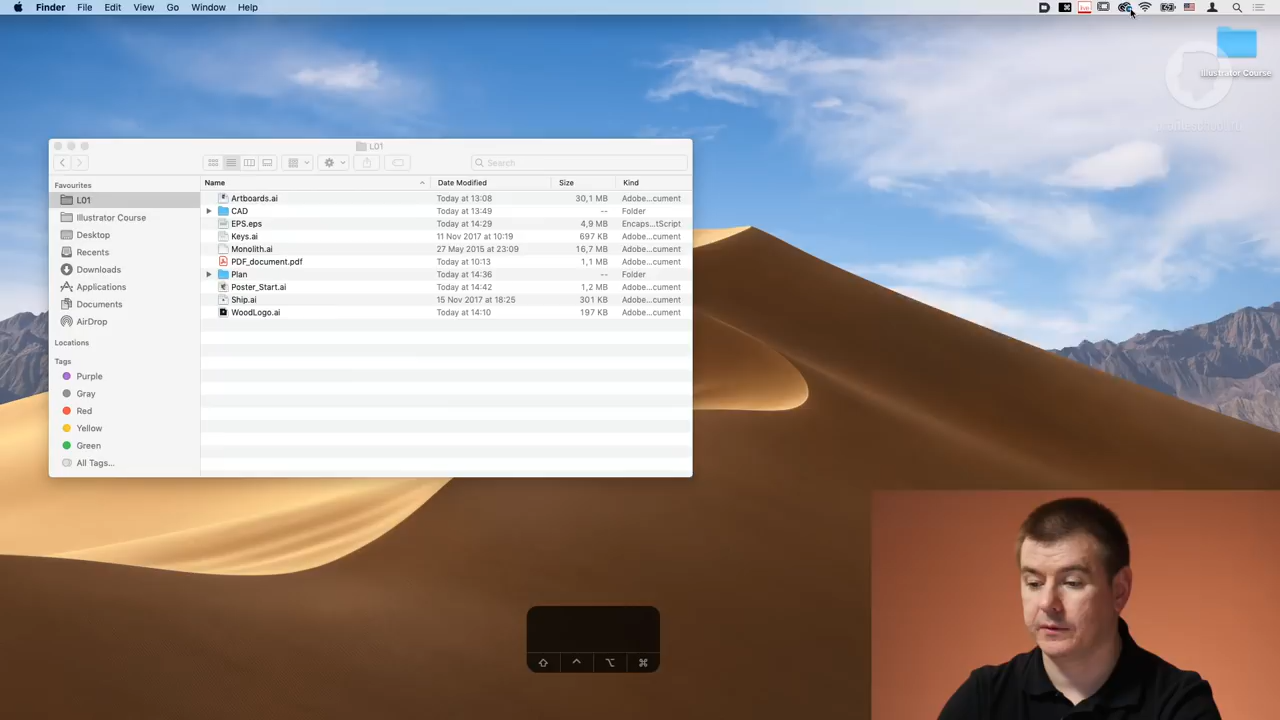 Finder File Edit View Go Window Help
Illustrator Course
L01
Search
Favourites
L01
Illustrator Course
Desktop
Recents
Downloads
Applications
Documents
AirDrop
Locations
Tags
Purple
Gray
Red
Yellow
Green
All Tags...
Name Date Modified Size Kind
Artboards.ai Today at 13:08 30,1 MB Adobe...cument
CAD Today at 13:49 -- Folder
EPS.eps Today at 14:29 4,9 MB Encaps...tScript
Keys.ai 11 Nov 2017 at 10:19 697 KB Adobe...cument
Monolith.ai 27 May 2015 at 23:09 16,7 MB Adobe...cument
PDF_document.pdf Today at 10:13 1,1 MB Adobe...cument
Plan Today at 14:36 -- Folder
Poster_Start.ai Today at 14:42 1,2 MB Adobe...cument
Ship.ai 15 Nov 2017 at 18:25 301 KB Adobe...cument
WoodLogo.ai Today at 14:10 197 KB Adobe...cument